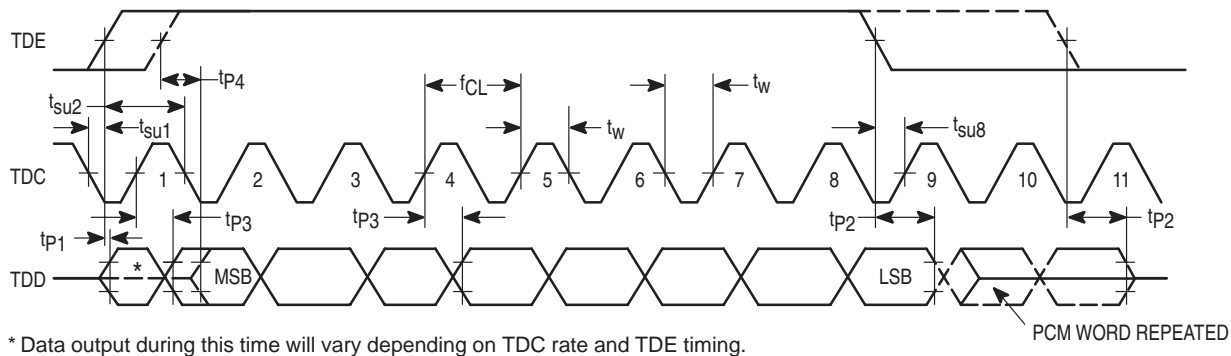 TDE
tP4
fCL
tw
tsu2
tsu1
tw
tsu8
TDC
1
2
3
4
5
6
7
8
9
10
11
tP3
tP3
tP2
tP2
tP1
TDD
*
MSB
LSB
PCM WORD REPEATED
* Data output during this time will vary depending on TDC rate and TDE timing.